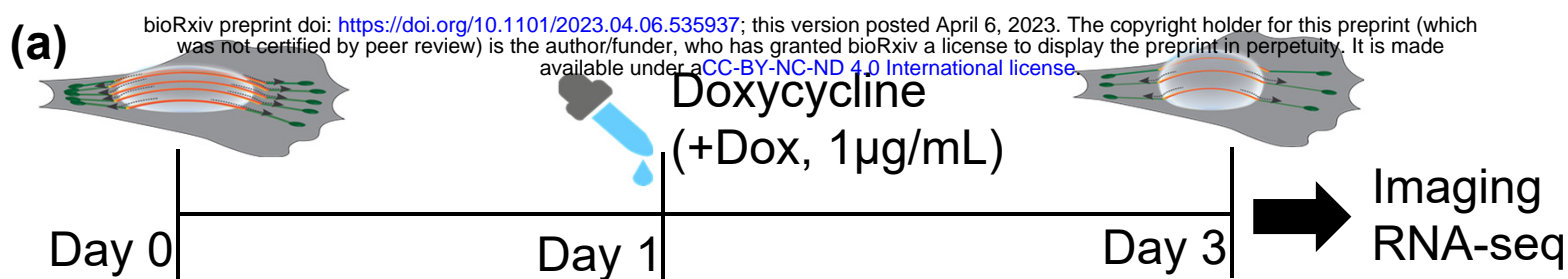 bioRxiv preprint doi: https://doi.org/10.1101/2023.04.06.535937; this version posted April 6, 2023. The copyright holder for this preprint (which
was not certified by peer review) is the author/funder, who has granted bioRxiv a license to display the preprint in perpetuity. It is made
available under aCC-BY-NC-ND 4.0 International license.
(a)
Doxycycline
(+Dox, 1µg/mL)
Day 0
Day 1
Day 3
Imaging
RNA-seq